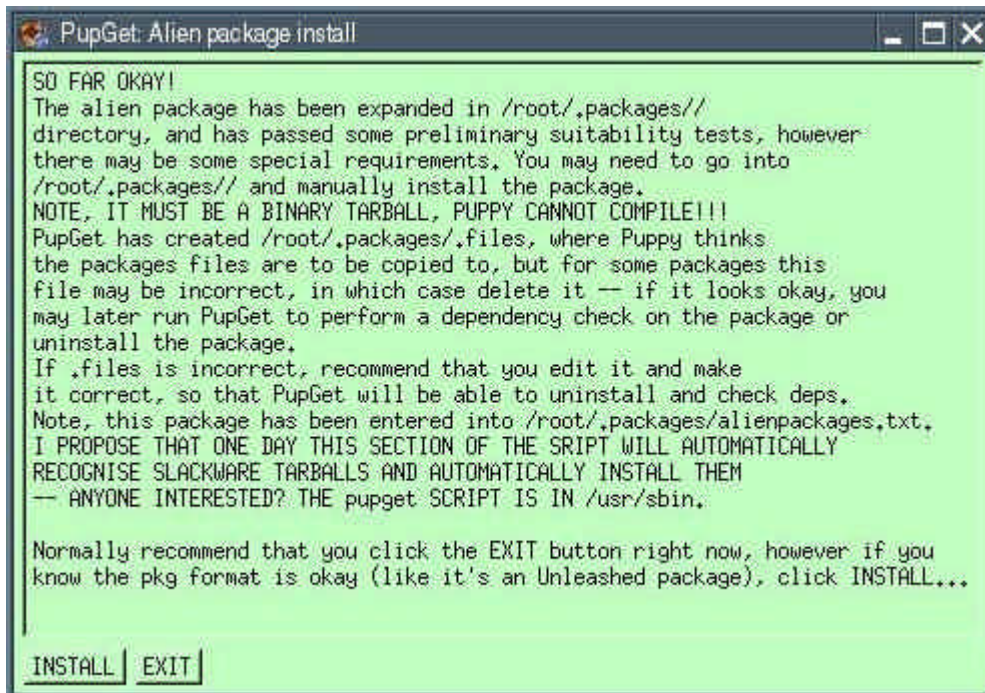 PupGet: Alien package install
SO FAR OKAY!
The alien package has been expanded in /root/.packages//
directory, and has passed some preliminary suitability tests, however
there may be some special requirements. You may need to go into
/root/.packages// and manually install the package.
NOTE, IT MUST BE A BINARY TARBALL, PUPPY CANNOT COMPILE!!!
PupGet has created /root/.packages/.files, where Puppy thinks
the packages files are to be copied to, but for some packages this
file may be incorrect, in which case delete it -- if it looks okay, you
may later run PupGet to perform a dependency check on the package or
uninstall the package.
If .files is incorrect, recommend that you edit it and make
it correct, so that PupGet will be able to uninstall and check deps.
Note, this package has been entered into /root/.packages/alienpackages.txt.
I PROPOSE THAT ONE DAY THIS SECTION OF THE SRIPT WILL AUTOMATICALLY
RECOGNISE SLACKWARE TARBALLS AND AUTOMATICALLY INSTALL THEM
-- ANYONE INTERESTED? THE pupget SCRIPT IS IN /usr/sbin.
Normally recommend that you click the EXIT button right now, however if you
know the pkg format is okay (like it's an Unleashed package), click INSTALL...
INSTALL EXIT